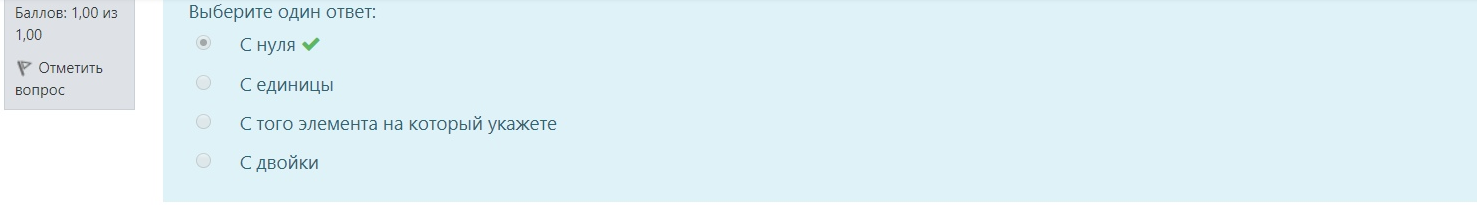 Баллов: 1,00 из
1,00
Отметить
вопрос
Выберите один ответ:
С нуля
С единицы
С того элемента на который укажете
С двойки